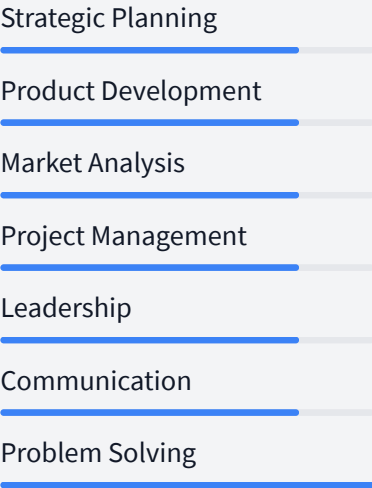 Strategic Planning
Product Development
Market Analysis
Project Management
Leadership
Communication
Problem Solving